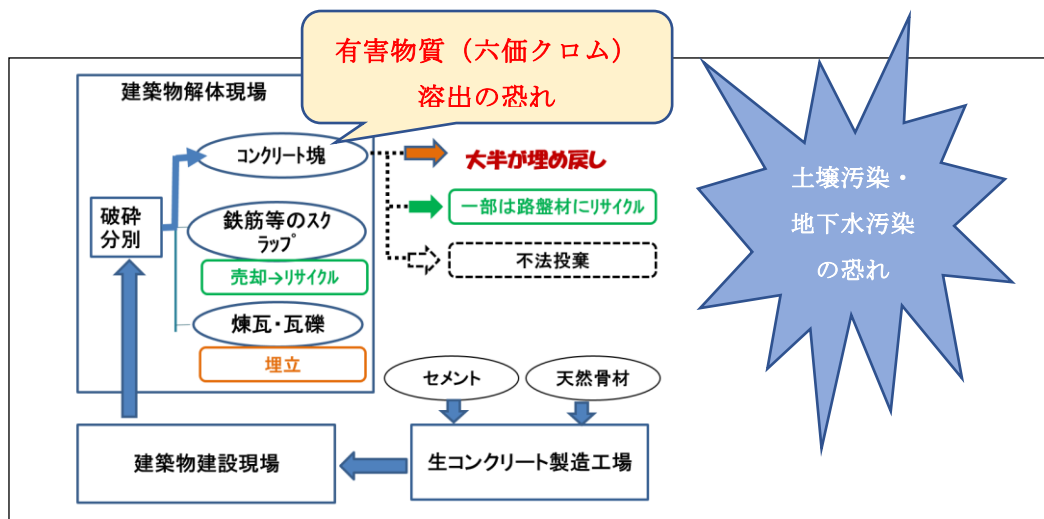 有害物質（六価クロム）
溶出の恐れ
建築物解体現場
コンクリート塊
大半が埋め戻し
土壌汚染・
地下水汚染
の恐れ
一部は路盤材にリサイクル
破砕
分別
鉄筋等のスク
ラップ
不法投棄
売却→リサイクル
煉瓦・瓦礫
埋立
セメント
天然骨材
建築物建設現場
生コンクリート製造工場